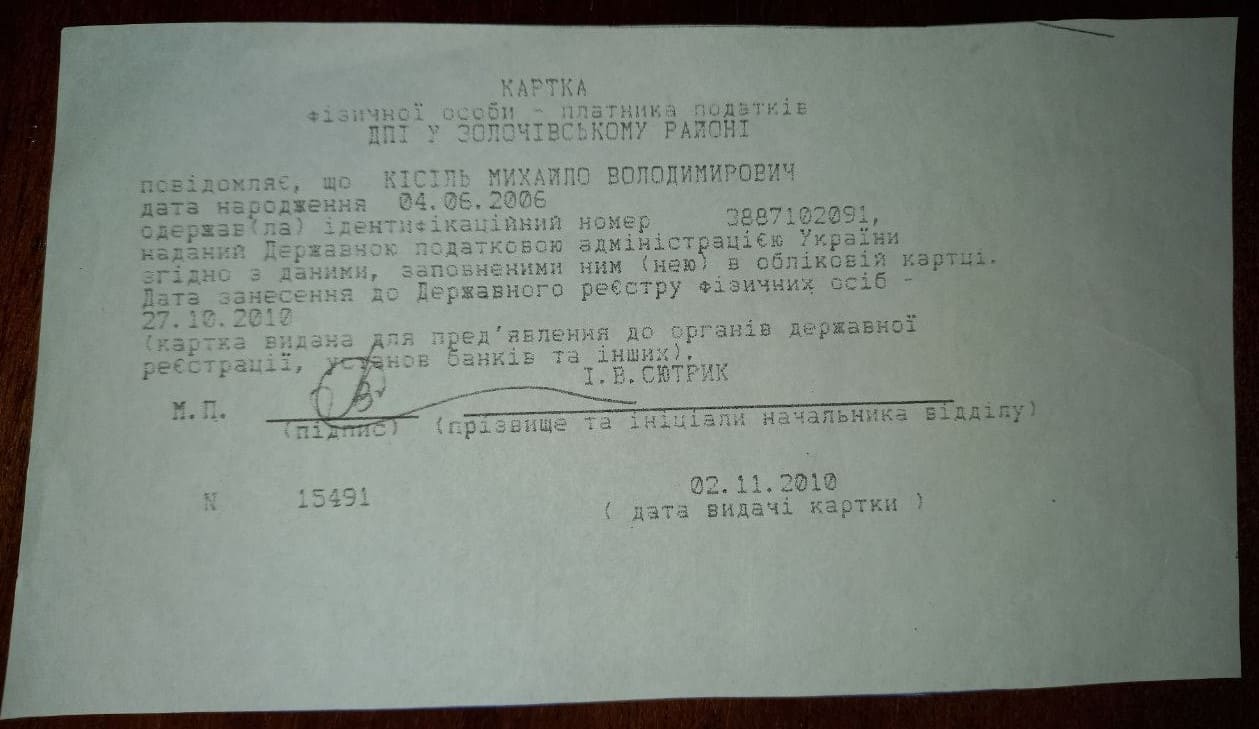 КАРТКА
фізичної особи - платника податків
ДПІ У ЗОЛОЧІВСЬКОМУ РАЙОНІ
повідомляє, що КІСІЛЬ МИХАЙЛО ВОЛОДИМИРОВИЧ
дата народження 04.06.2006
одержав(ла) ідентифікаційний номер 3887102091,
наданий Державною податковою адміністрацією України
згідно з даними, заповненими ним (нею) в обліковій картці.
Дата занесення до Державного реєстру фізичних осіб -
27.10.2010
(картка видана для пред'явлення до органів державної
реєстрації, установ банків та інших).
І.В.СЮТРИК
М.П.
(підпис) (прізвище та ініціали начальника відділу)
N 15491
02.11.2010
( дата видачі картки )